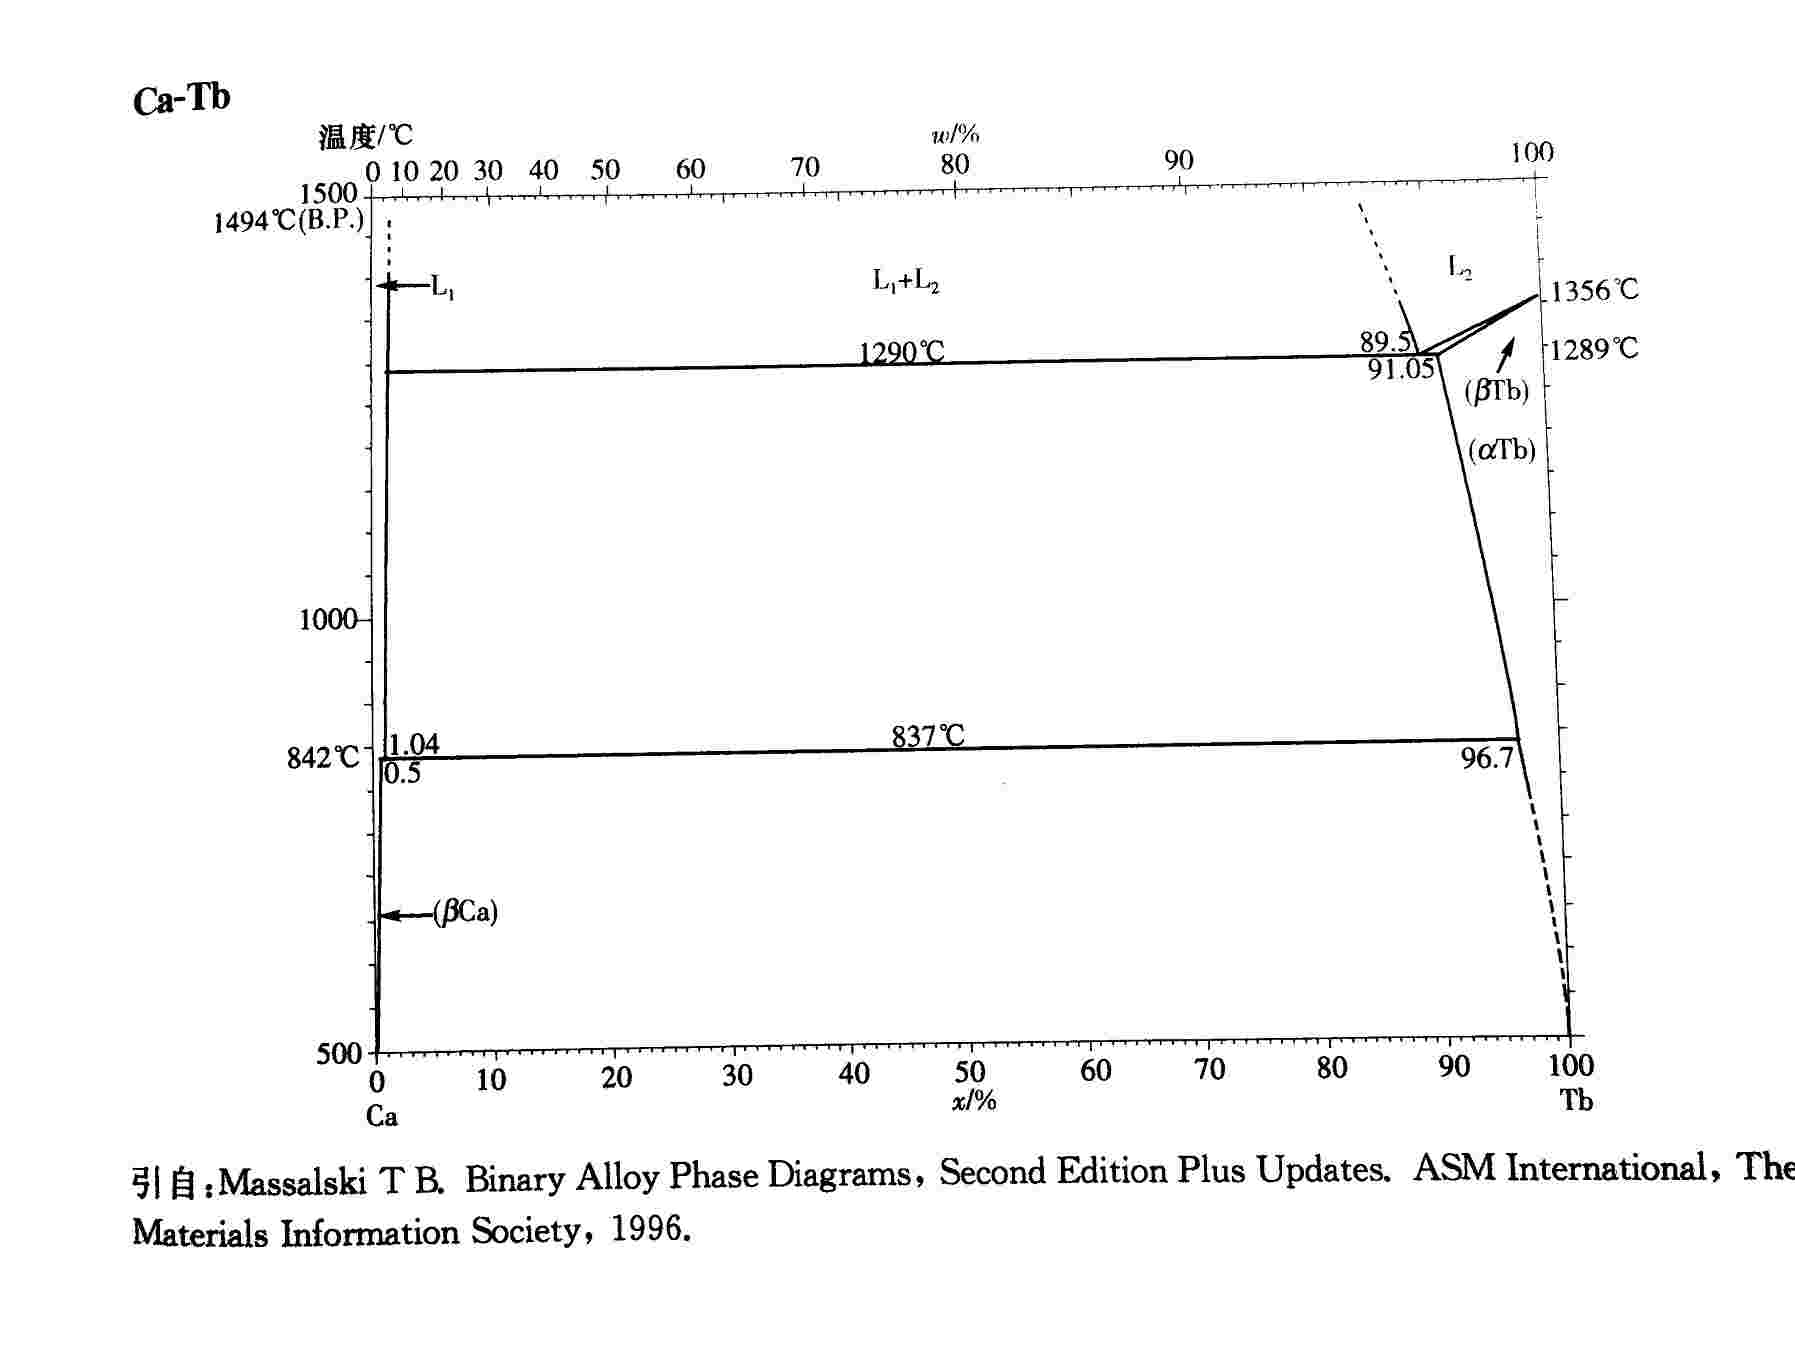 Ca-Tb
温度/℃
w/%
0 10 20 30 40 50 60 70 80 90 100
1500
1494℃(B.P.)
L₁
L₁+L₂
L₂
1356℃
1290℃
89.5
1289℃
91.05
(βTb)
(αTb)
1000
837℃
1.04
842℃
0.5
96.7
(βCa)
500
0 10 20 30 40 50 60 70 80 90 100
Ca
x/%
Tb
引自:Massalski T B. Binary Alloy Phase Diagrams, Second Edition Plus Updates. ASM International, The
Materials Information Society, 1996.